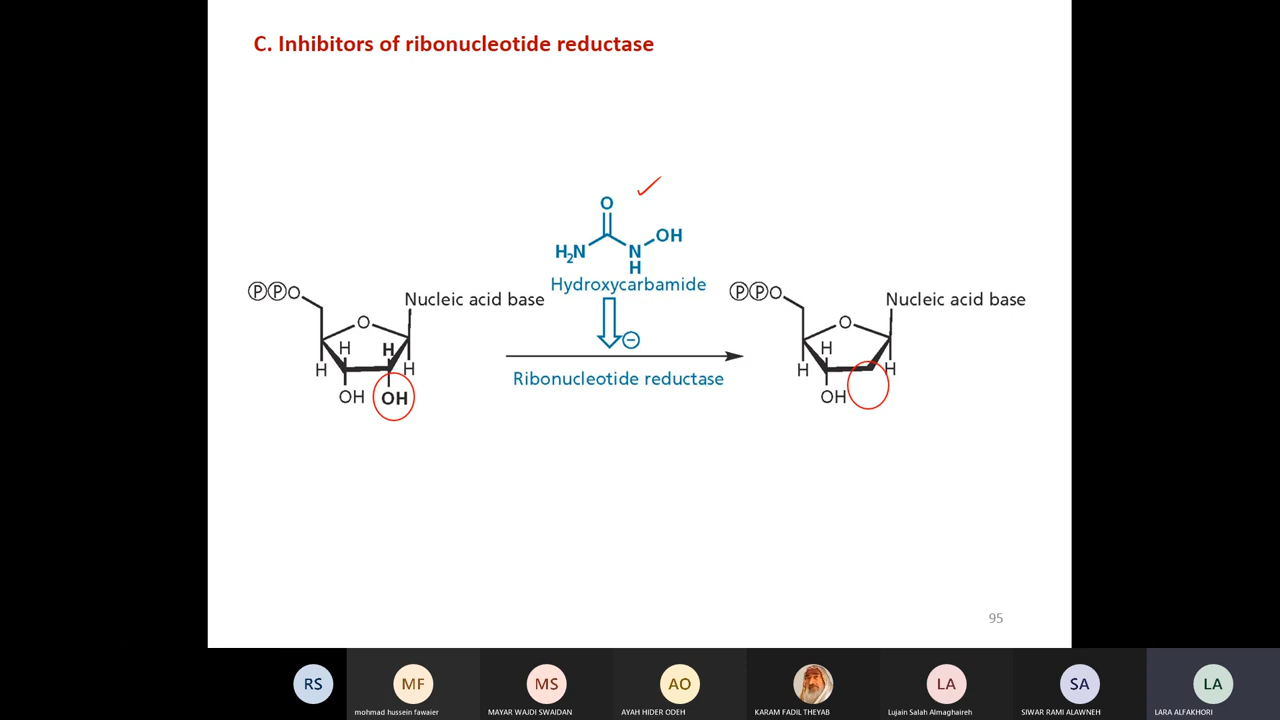 C. Inhibitors of ribonucleotide reductase
O
OH
H₂N
N
H
Hydroxycarbamide
PPO
Nucleic acid base
O
H
H
H
H
OH
OH
Ribonucleotide reductase
PPO
Nucleic acid base
O
H
H
H
OH
95
RS
MF
MS
AO
LA
SA
LA
mohmad hussein fawaier
MAYAR WAJDI SWAIDAN
AYAH HIDER ODEH
KARAM FADIL THEYAB
Lujain Salah Almaghaireh
SIWAR RAMI ALAWNEH
LARA ALFAKHORI